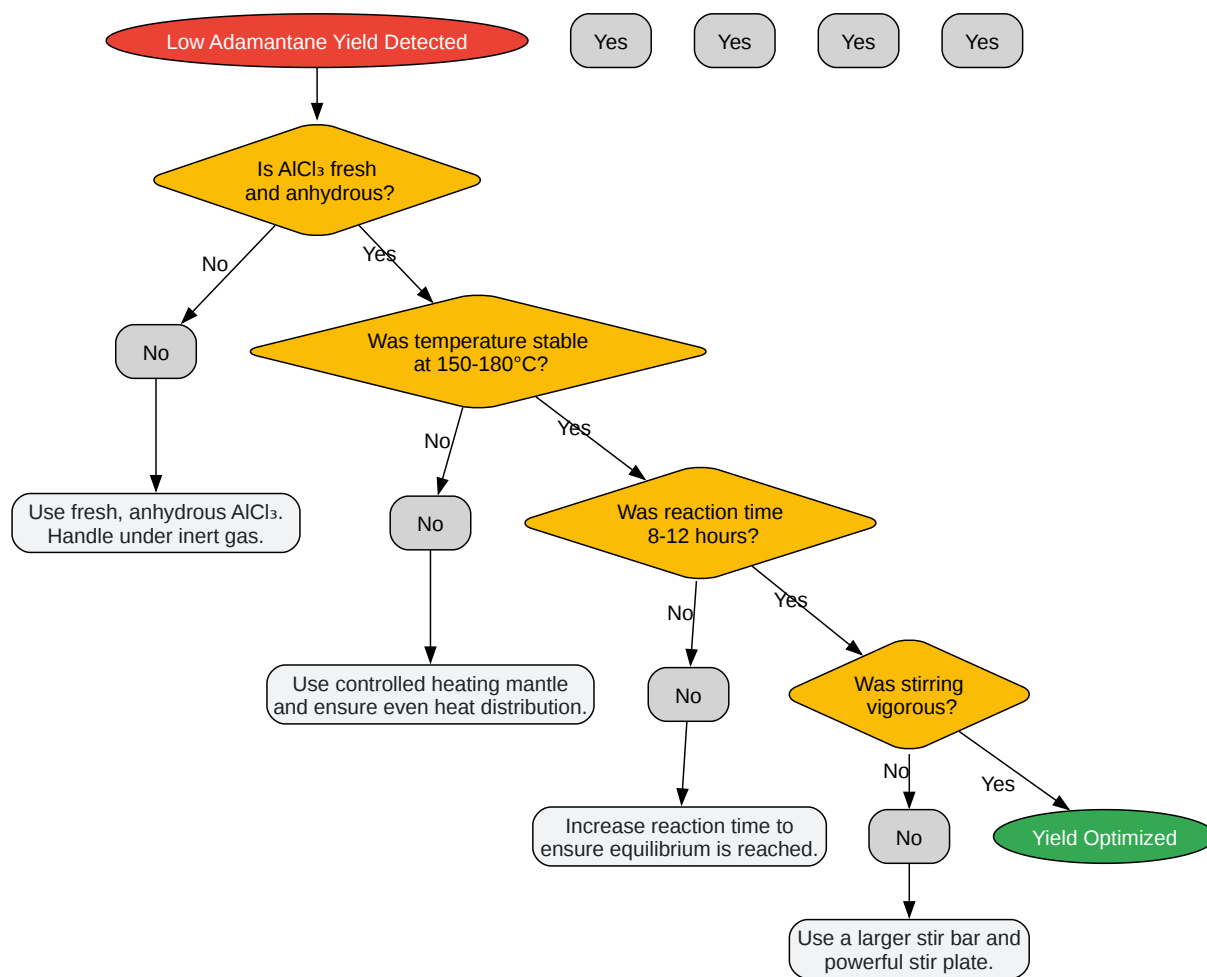 Low Adamantane Yield Detected
Yes
Yes
Yes
Yes
Is AlCl₃ fresh
and anhydrous?
No
Yes
No
Was temperature stable
at 150-180°C?
No
Yes
Use fresh, anhydrous AlCl₃.
Handle under inert gas.
No
Was reaction time
8-12 hours?
No
Yes
Use controlled heating mantle
and ensure even heat distribution.
No
Was stirring
vigorous?
No
Yes
Increase reaction time to
ensure equilibrium is reached.
No
Yield Optimized
Use a larger stir bar and
powerful stir plate.